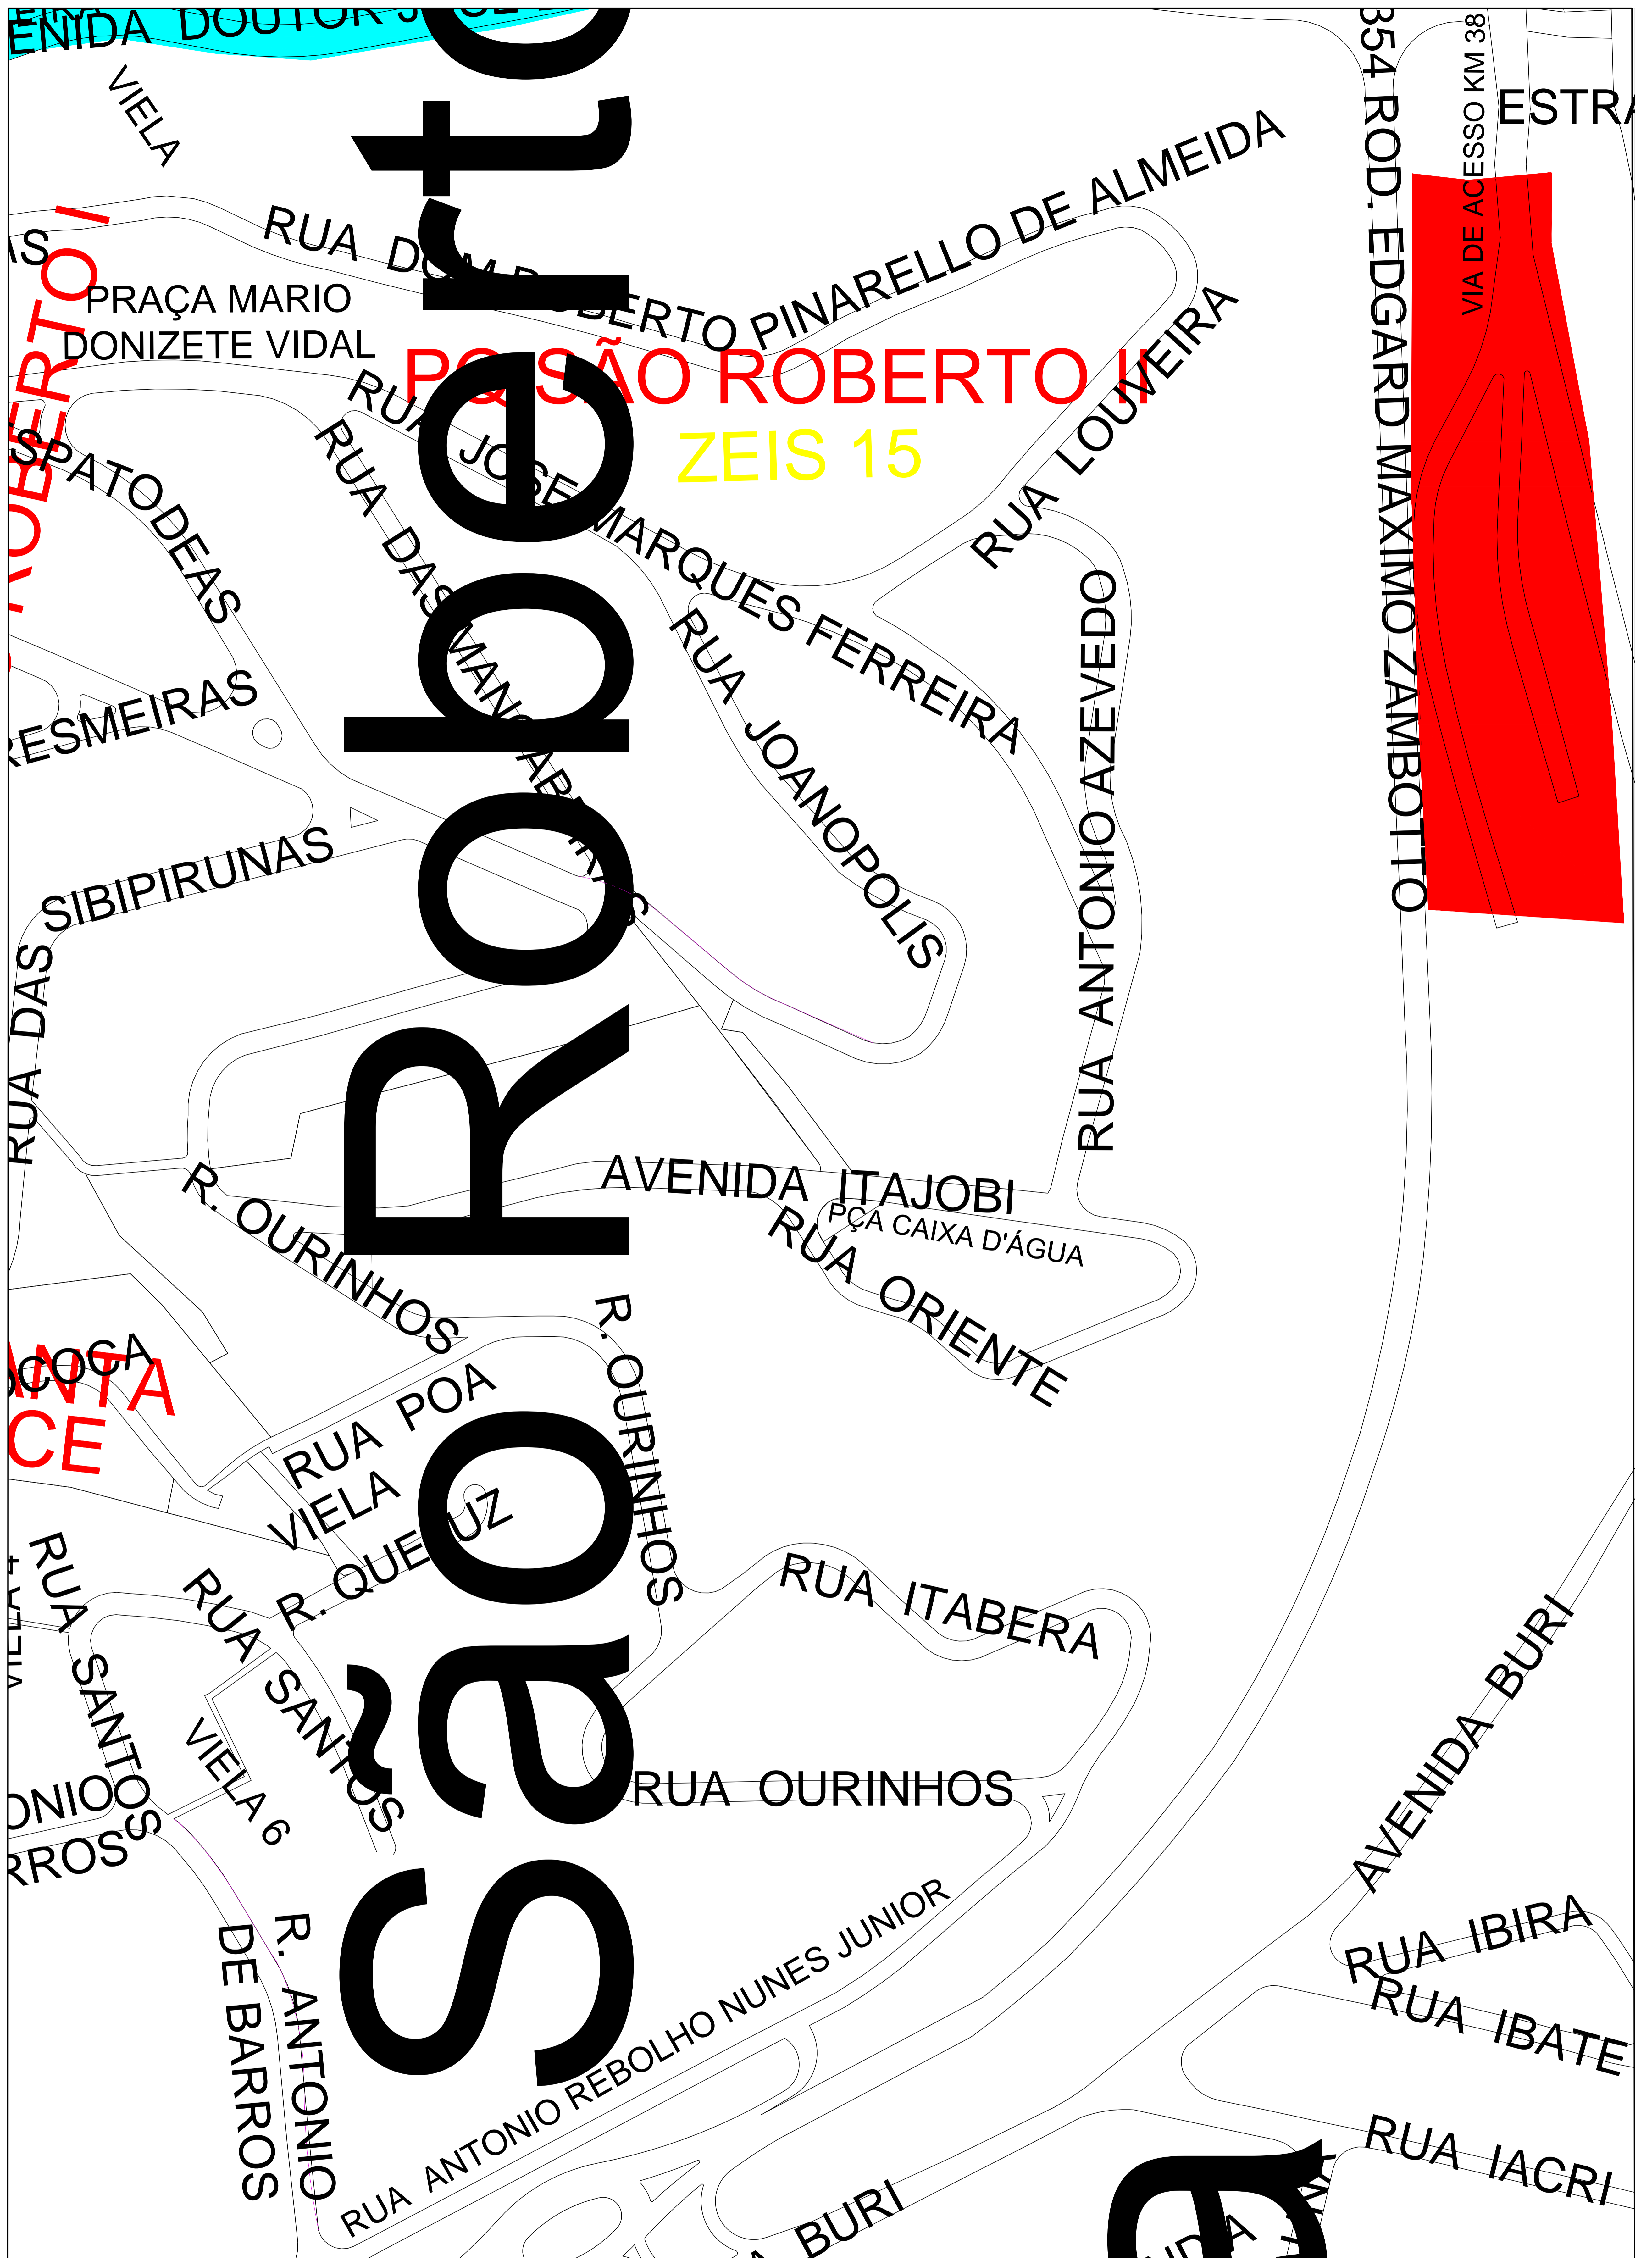 DOUTOR
VIELA
354 ROD. EDGARD MAXIMO ZAMBOTTO
VIA DE ACESSO KM 38
RUA DOM ROBERTO PINARELLO DE ALMEIDA
ROBERTO I
PRAÇA MARIO
DONIZETE VIDAL
PQ SÃO ROBERTO II
ZEIS 15
RUA LOUVEIRA
RUA JOSE MARQUES FERREIRA
RUA DAS MANGABEIRAS
RUA JOANOPOLIS
RUA ANTONIO AZEVEDO
SIBIPIRUNAS
RUA DAS
São Roberto
AVENIDA ITAJOBI
PÇA CAIXA D'ÁGUA
RUA ORIENTE
R. OURINHOS
R. OURINHOS
RUA POA
VIELA
R. QUELUZ
RUA SANTOS
RUA SANTOS
VIELA 6
RUA ITABERA
RUA OURINHOS
AVENIDA BURI
R. ANTONIO
DE BARROS
RUA ANTONIO REBOLHO NUNES JUNIOR
RUA IBIRA
RUA IBATE
RUA IACRI
BURI